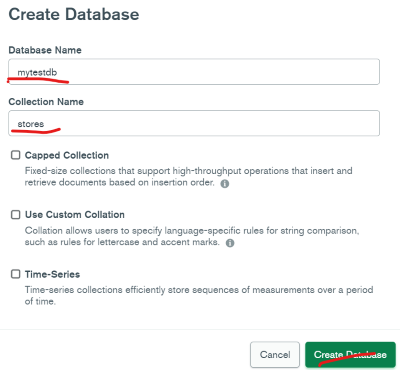 Create Database
Database Name
mytestdb
Collection Name
stores
Capped Collection
Fixed-size collections that support high-throughput operations that insert and
retrieve documents based on insertion order.
Use Custom Collation
Collation allows users to specify language-specific rules for string comparison,
such as rules for lettercase and accent marks.
Time-Series
Time-series collections efficiently store sequences of measurements over a period
of time.
Cancel
Create Database